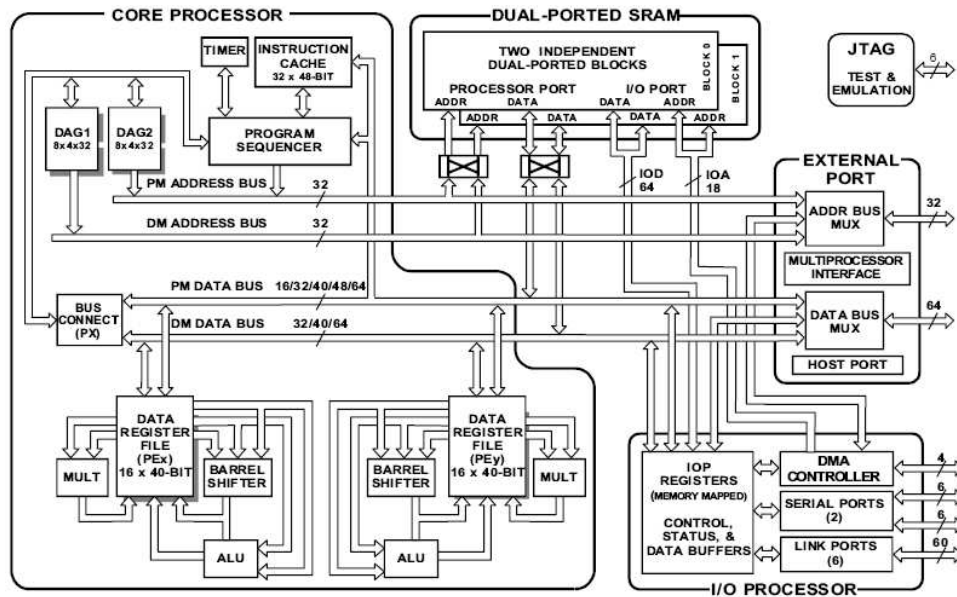 CORE PROCESSOR
TIMER
INSTRUCTION
CACHE
32 x 48-BIT
DAG1
8x4x32
DAG2
8x4x32
PROGRAM
SEQUENCER
PM ADDRESS BUS
32
DM ADDRESS BUS
32
BUS
CONNECT
(PX)
PM DATA BUS
16/32/40/48/64
DM DATA BUS
32/40/64
MULT
DATA
REGISTER
FILE
(PEx)
16 x 40-BIT
BARREL
SHIFTER
ALU
BARREL
SHIFTER
DATA
REGISTER
FILE
(PEy)
16 x 40-BIT
MULT
ALU
DUAL-PORTED SRAM
TWO INDEPENDENT
DUAL-PORTED BLOCKS
PROCESSOR PORT
I/O PORT
ADDR
DATA
DATA
ADDR
ADDR
DATA
DATA
ADDR
BLOCK 0
BLOCK 1
IOD
64
IOA
18
JTAG
TEST &
EMULATION
6
EXTERNAL
PORT
ADDR BUS
MUX
32
MULTIPROCESSOR
INTERFACE
DATA BUS
MUX
64
HOST PORT
IOP
REGISTERS
(MEMORY MAPPED)
CONTROL,
STATUS, &
DATA BUFFERS
DMA
CONTROLLER
4
SERIAL PORTS
(2)
6
6
LINK PORTS
(6)
60
I/O PROCESSOR